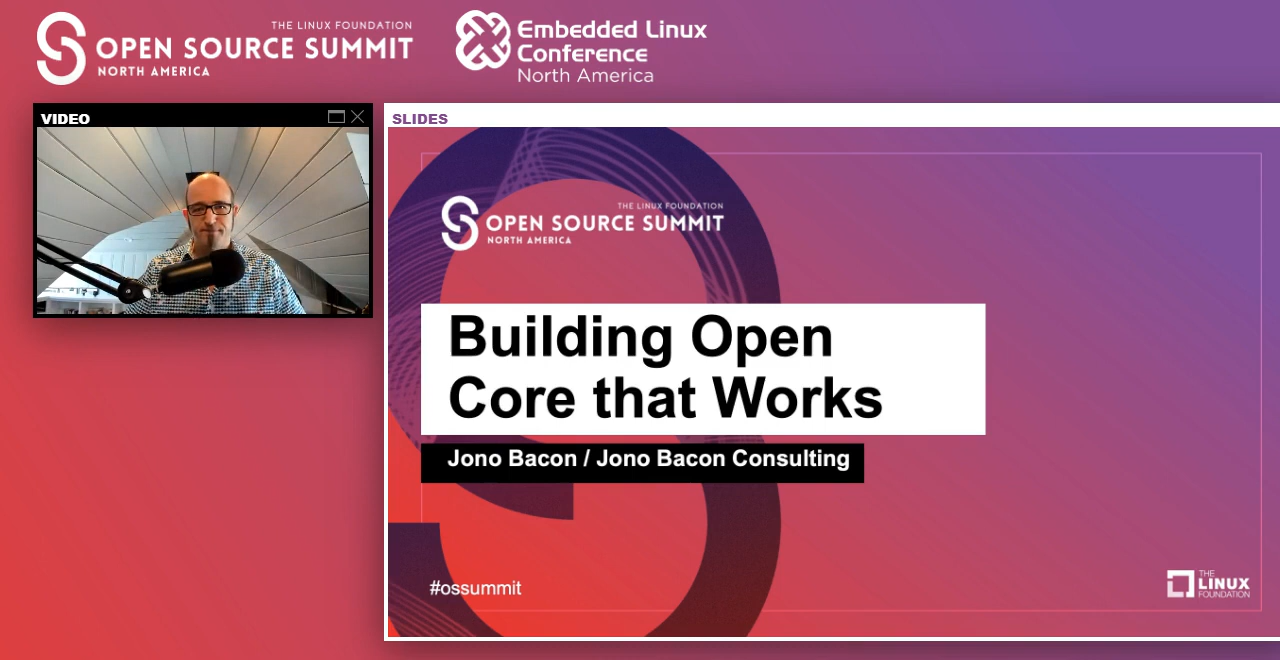 THE LINUX FOUNDATION
OPEN SOURCE SUMMIT
NORTH AMERICA
Embedded Linux
Conference
North America
VIDEO
SLIDES
THE LINUX FOUNDATION
OPEN SOURCE SUMMIT
NORTH AMERICA
Building Open
Core that Works
Jono Bacon / Jono Bacon Consulting
#ossummit
THE
LINUX
FOUNDATION